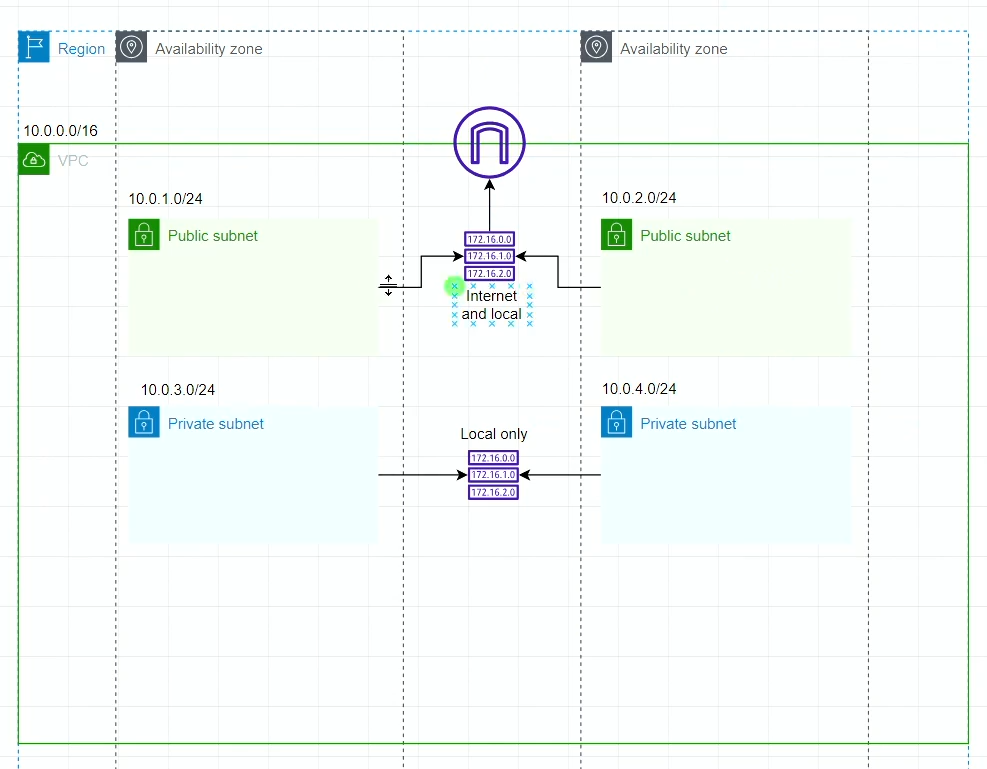 Region
Availability zone
Availability zone
10.0.0.0/16
VPC
10.0.1.0/24
10.0.2.0/24
Public subnet
Public subnet
172.16.0.0
172.16.1.0
172.16.2.0
Internet
and local
10.0.3.0/24
10.0.4.0/24
Private subnet
Private subnet
Local only
172.16.0.0
172.16.1.0
172.16.2.0